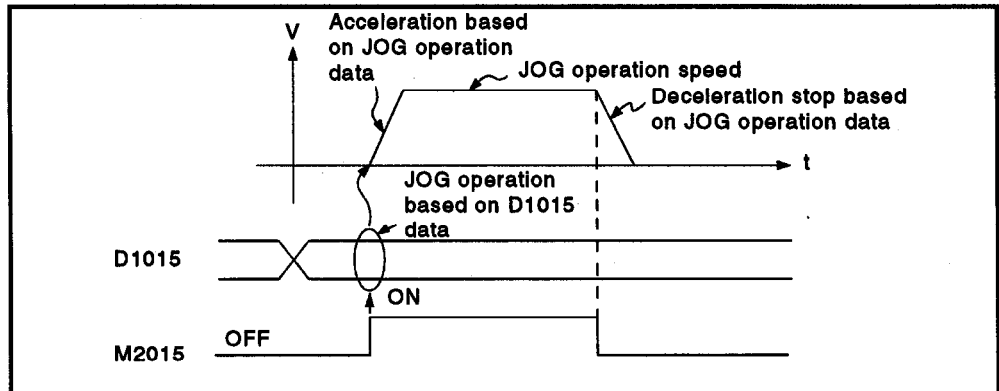 V
Acceleration based
on JOG operation
data
JOG operation speed
Deceleration stop based
on JOG operation data
t
JOG operation
based on D1015
data
D1015
ON
OFF
M2015